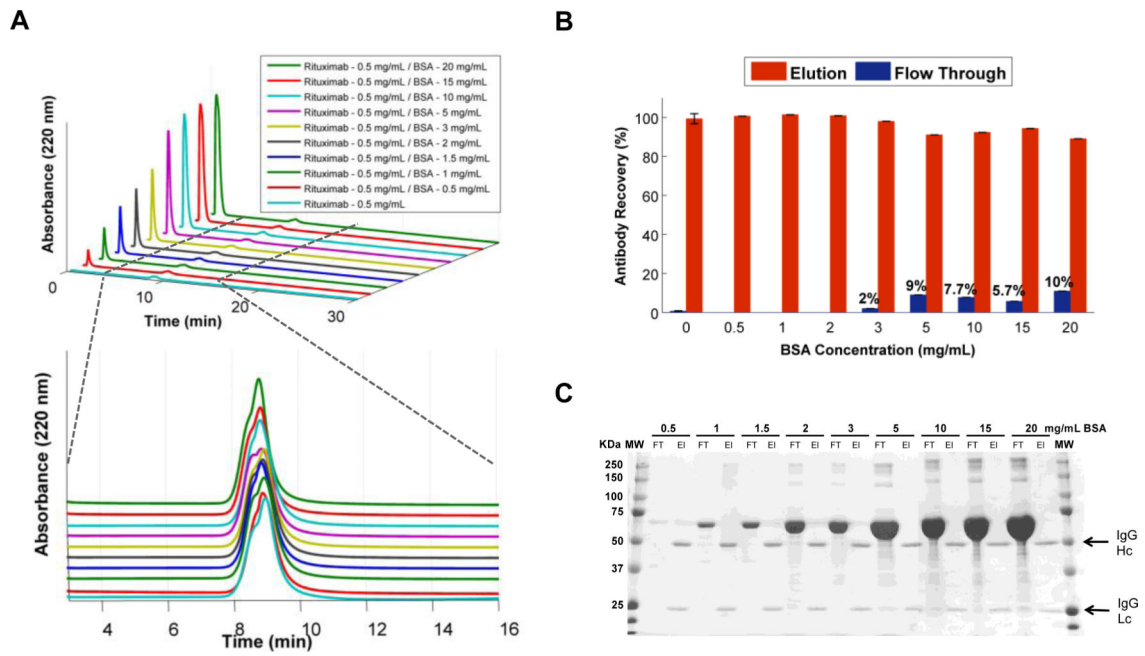 A
Absorbance (220 nm)
Rituximab - 0.5 mg/mL / BSA - 20 mg/mL
Rituximab - 0.5 mg/mL / BSA - 15 mg/mL
Rituximab - 0.5 mg/mL / BSA - 10 mg/mL
Rituximab - 0.5 mg/mL / BSA - 5 mg/mL
Rituximab - 0.5 mg/mL / BSA - 3 mg/mL
Rituximab - 0.5 mg/mL / BSA - 2 mg/mL
Rituximab - 0.5 mg/mL / BSA - 1.5 mg/mL
Rituximab - 0.5 mg/mL / BSA - 1 mg/mL
Rituximab - 0.5 mg/mL / BSA - 0.5 mg/mL
Rituximab - 0.5 mg/mL
0 10 20 30
Time (min)
Absorbance (220 nm)
4 6 8 10 12 14 16
Time (min)
B
Elution Flow Through
Antibody Recovery (%)
100
80
60
40
20
0
2% 9% 7.7% 5.7% 10%
0 0.5 1 2 3 5 10 15 20
BSA Concentration (mg/mL)
C
0.5 1 1.5 2 3 5 10 15 20 mg/mL BSA
KDa MW FT El FT El FT El FT El FT El FT El FT El FT El FT El MW
250
150
100
75
50
37
25
IgG
Hc
IgG
Lc